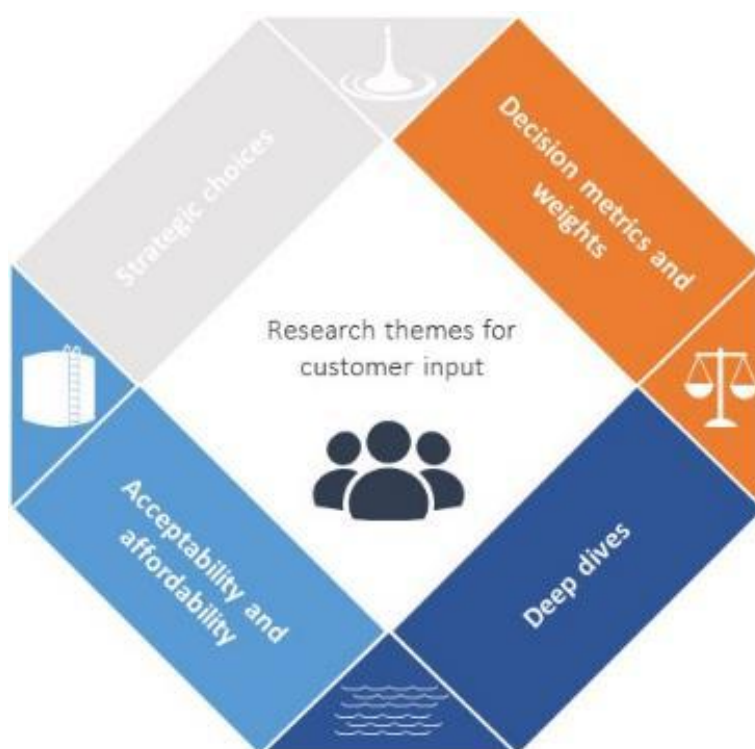 Strategic choices
Decision metrics and
weights
Research themes for
customer input
Acceptability and
affordability
Deep dives